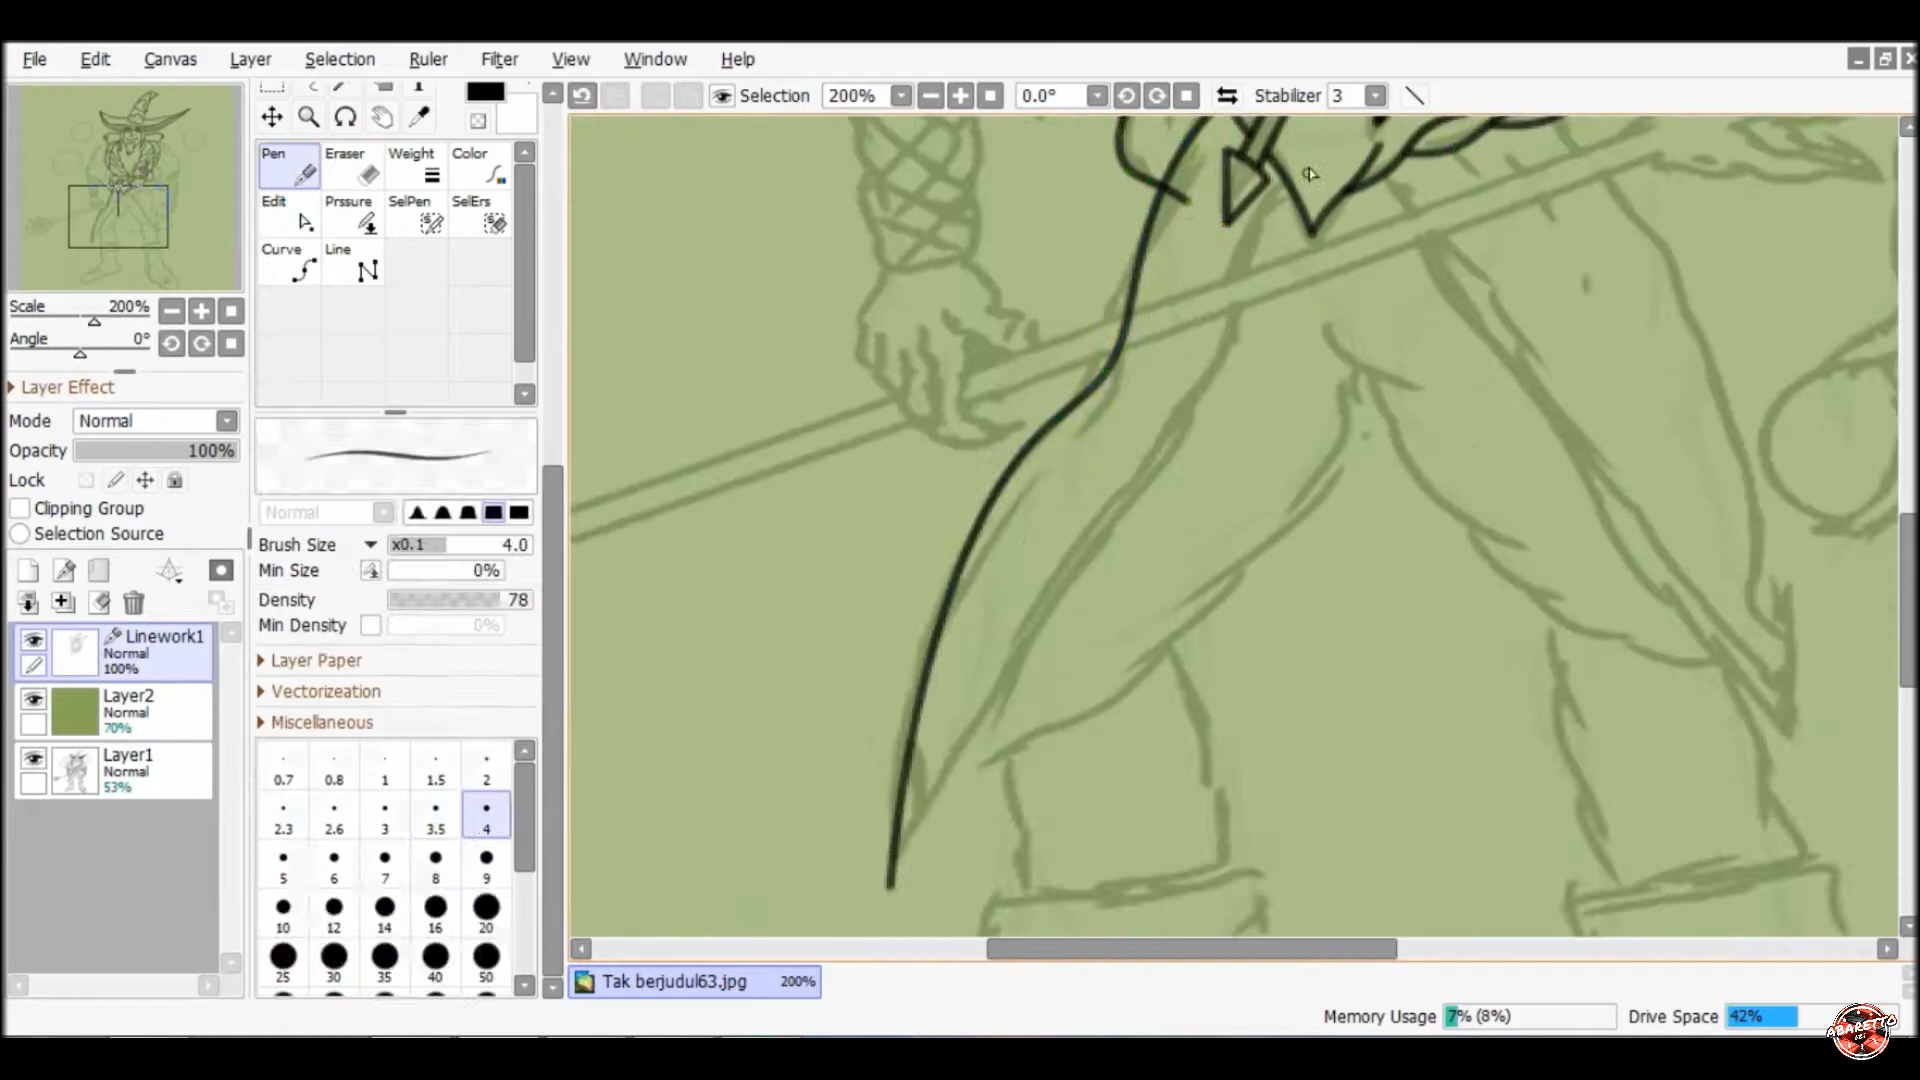 File Edit Canvas Layer Selection Ruler Filter View Window Help
Selection 200% 0.0° Stabilizer 3
Pen Eraser Weight Color
Edit Prssure SelPen SelErs
Curve Line
Scale 200%
Angle 0°
Layer Effect
Mode Normal
Opacity 100%
Lock
Clipping Group
Selection Source
Normal
Brush Size x0.1 4.0
Min Size 0%
Density 78
Min Density 0%
Layer Paper
Vectorizeation
Miscellaneous
0.7 0.8 1 1.5 2
2.3 2.6 3 3.5 4
5 6 7 8 9
10 12 14 16 20
25 30 35 40 50
Linework1
Normal
100%
Layer2
Normal
70%
Layer1
Normal
53%
Tak berjudul63.jpg 200%
Memory Usage 7% (8%) Drive Space 42%
ABARETTO